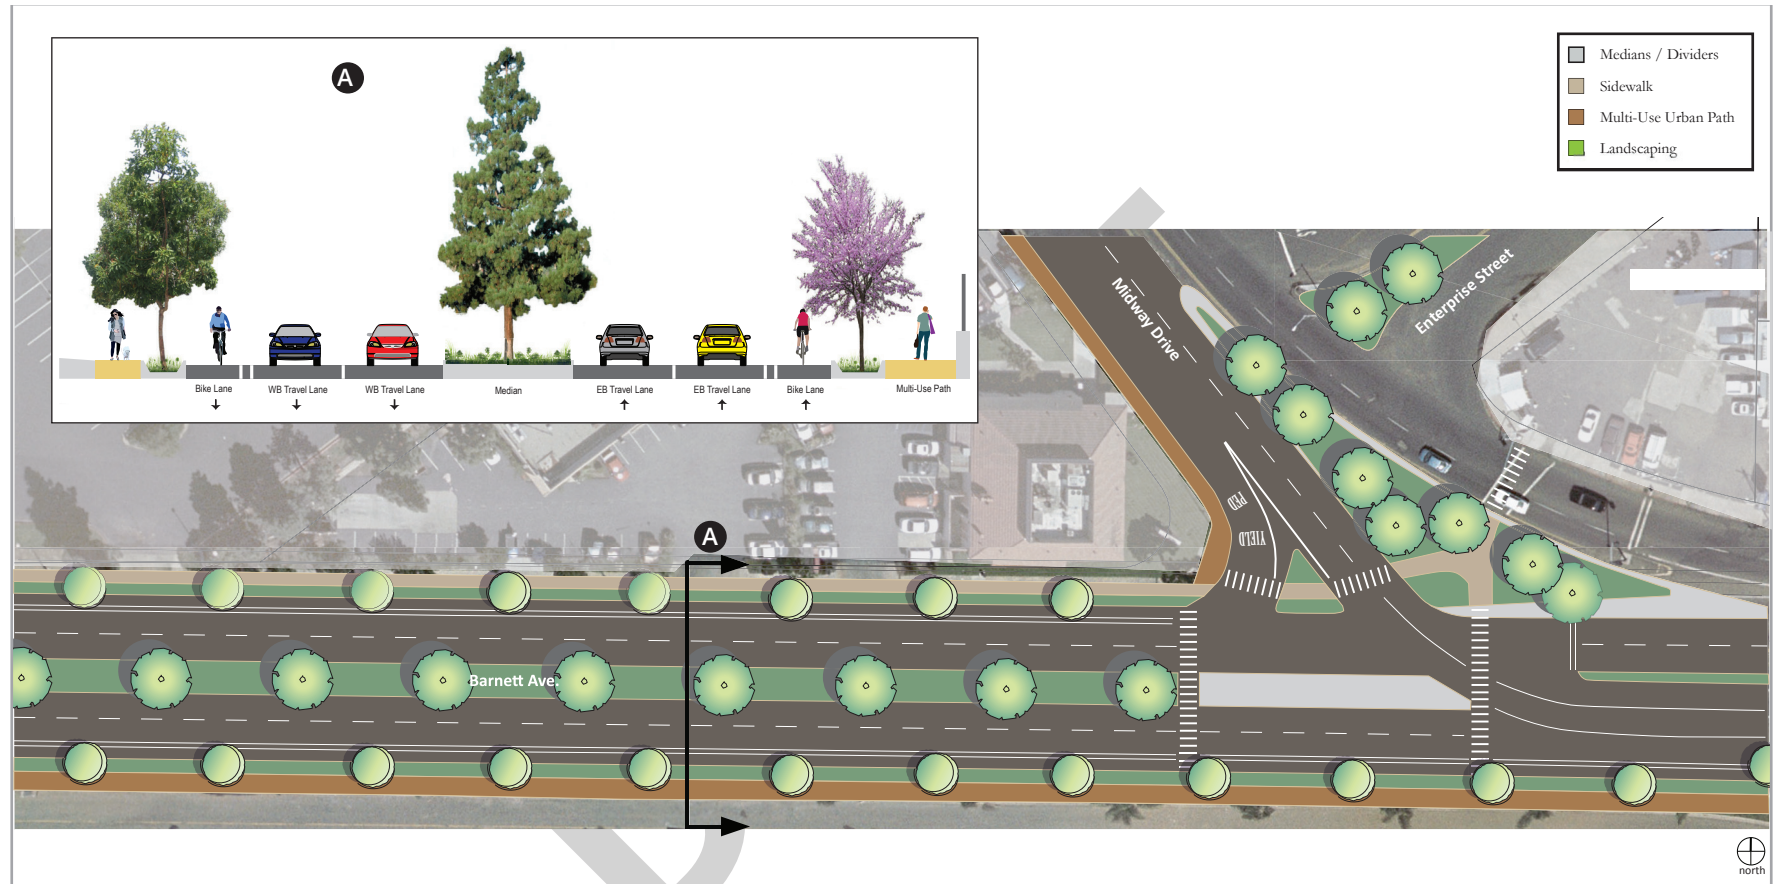 A
Bike Lane
WB Travel Lane
WB Travel Lane
Median
EB Travel Lane
EB Travel Lane
Bike Lane
Multi-Use Path
Medians / Dividers
Sidewalk
Multi-Use Urban Path
Landscaping
Midway Drive
Enterprise Street
PED
YIELD
A
Barnett Ave.
north